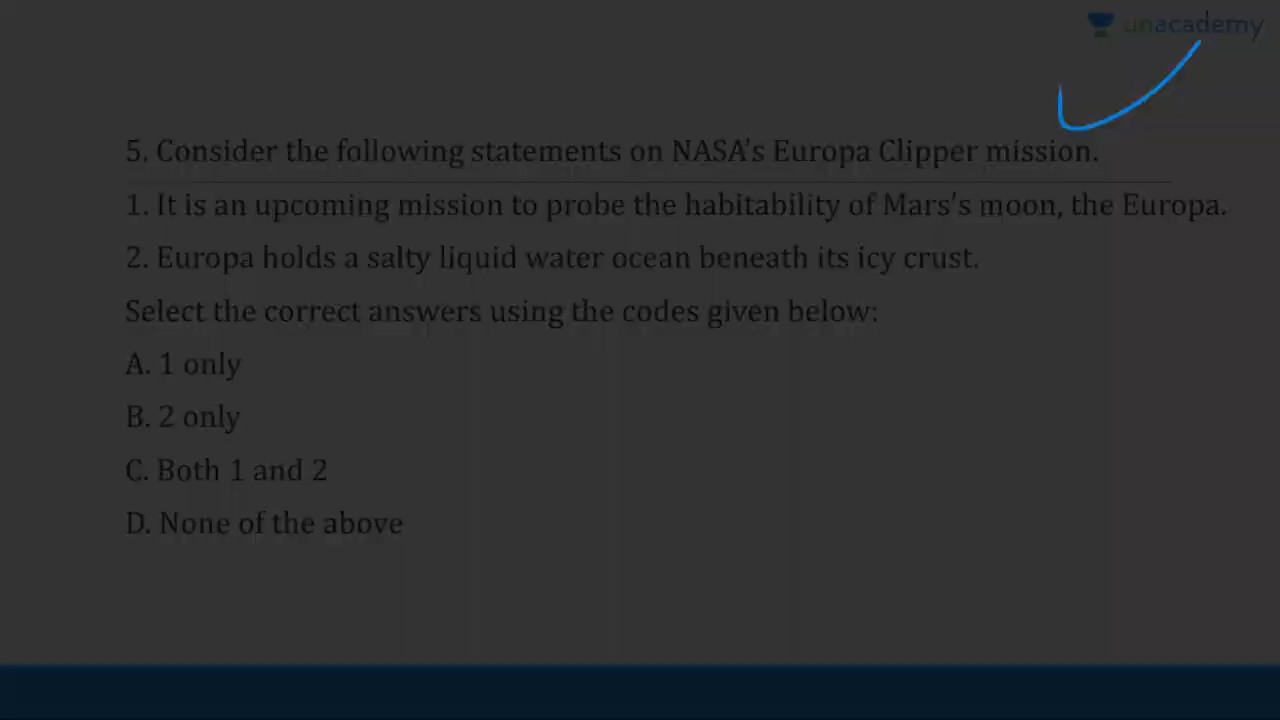 unacademy
5. Consider the following statements on NASA's Europa Clipper mission.
1. It is an upcoming mission to probe the habitability of Mars's moon, the Europa.
2. Europa holds a salty liquid water ocean beneath its icy crust.
Select the correct answers using the codes given below:
A. 1 only
B. 2 only
C. Both 1 and 2
D. None of the above